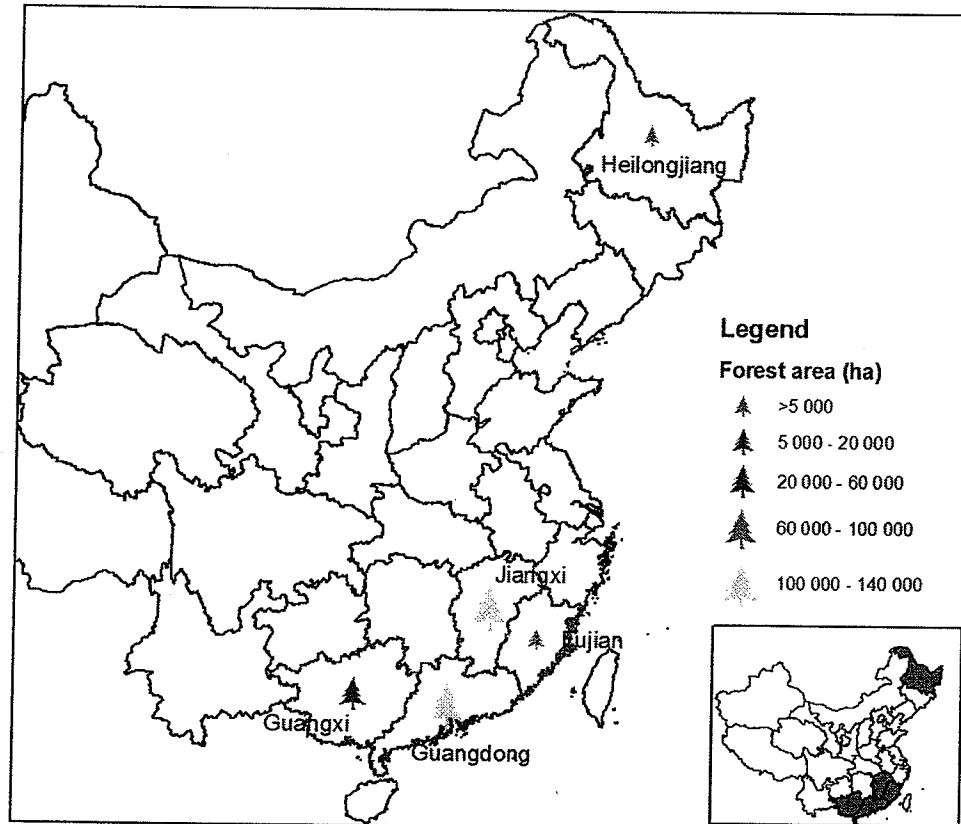 Heilongjiang
Legend
Forest area (ha)
>5 000
5 000 - 20 000
20 000 - 60 000
60 000 - 100 000
100 000 - 140 000
Jiangxi
Fujian
Guangxi
Guangdong